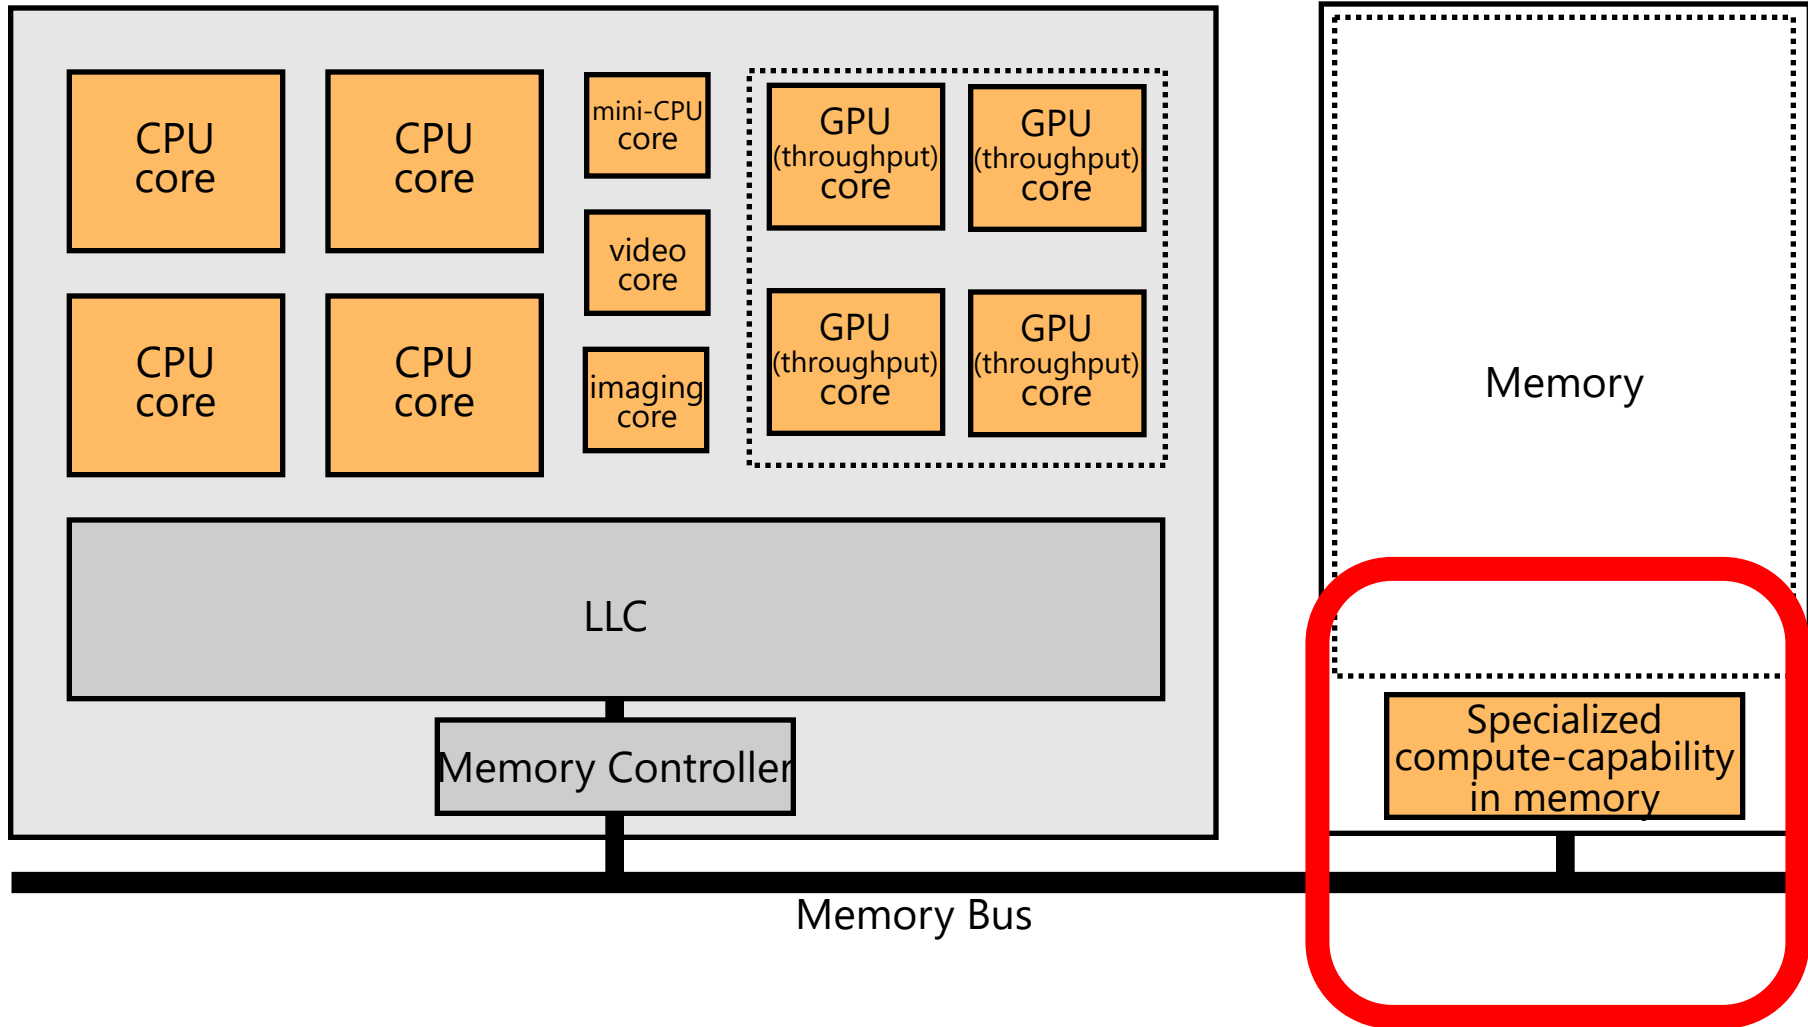 CPU
core
CPU
core
mini-CPU
core
video
core
imaging
core
GPU
(throughput)
core
GPU
(throughput)
core
CPU
core
CPU
core
GPU
(throughput)
core
GPU
(throughput)
core
LLC
Memory Controller
Memory Bus
Memory
Specialized
compute-capability
in memory